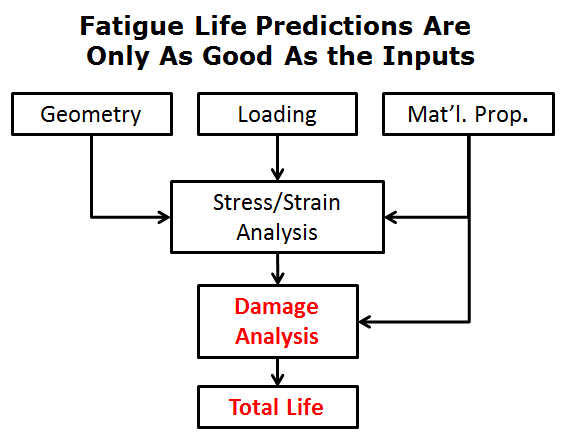 Fatigue Life Predictions Are
Only As Good As the Inputs
Geometry
Loading
Mat’l. Prop.
Stress/Strain
Analysis
Damage
Analysis
Total Life